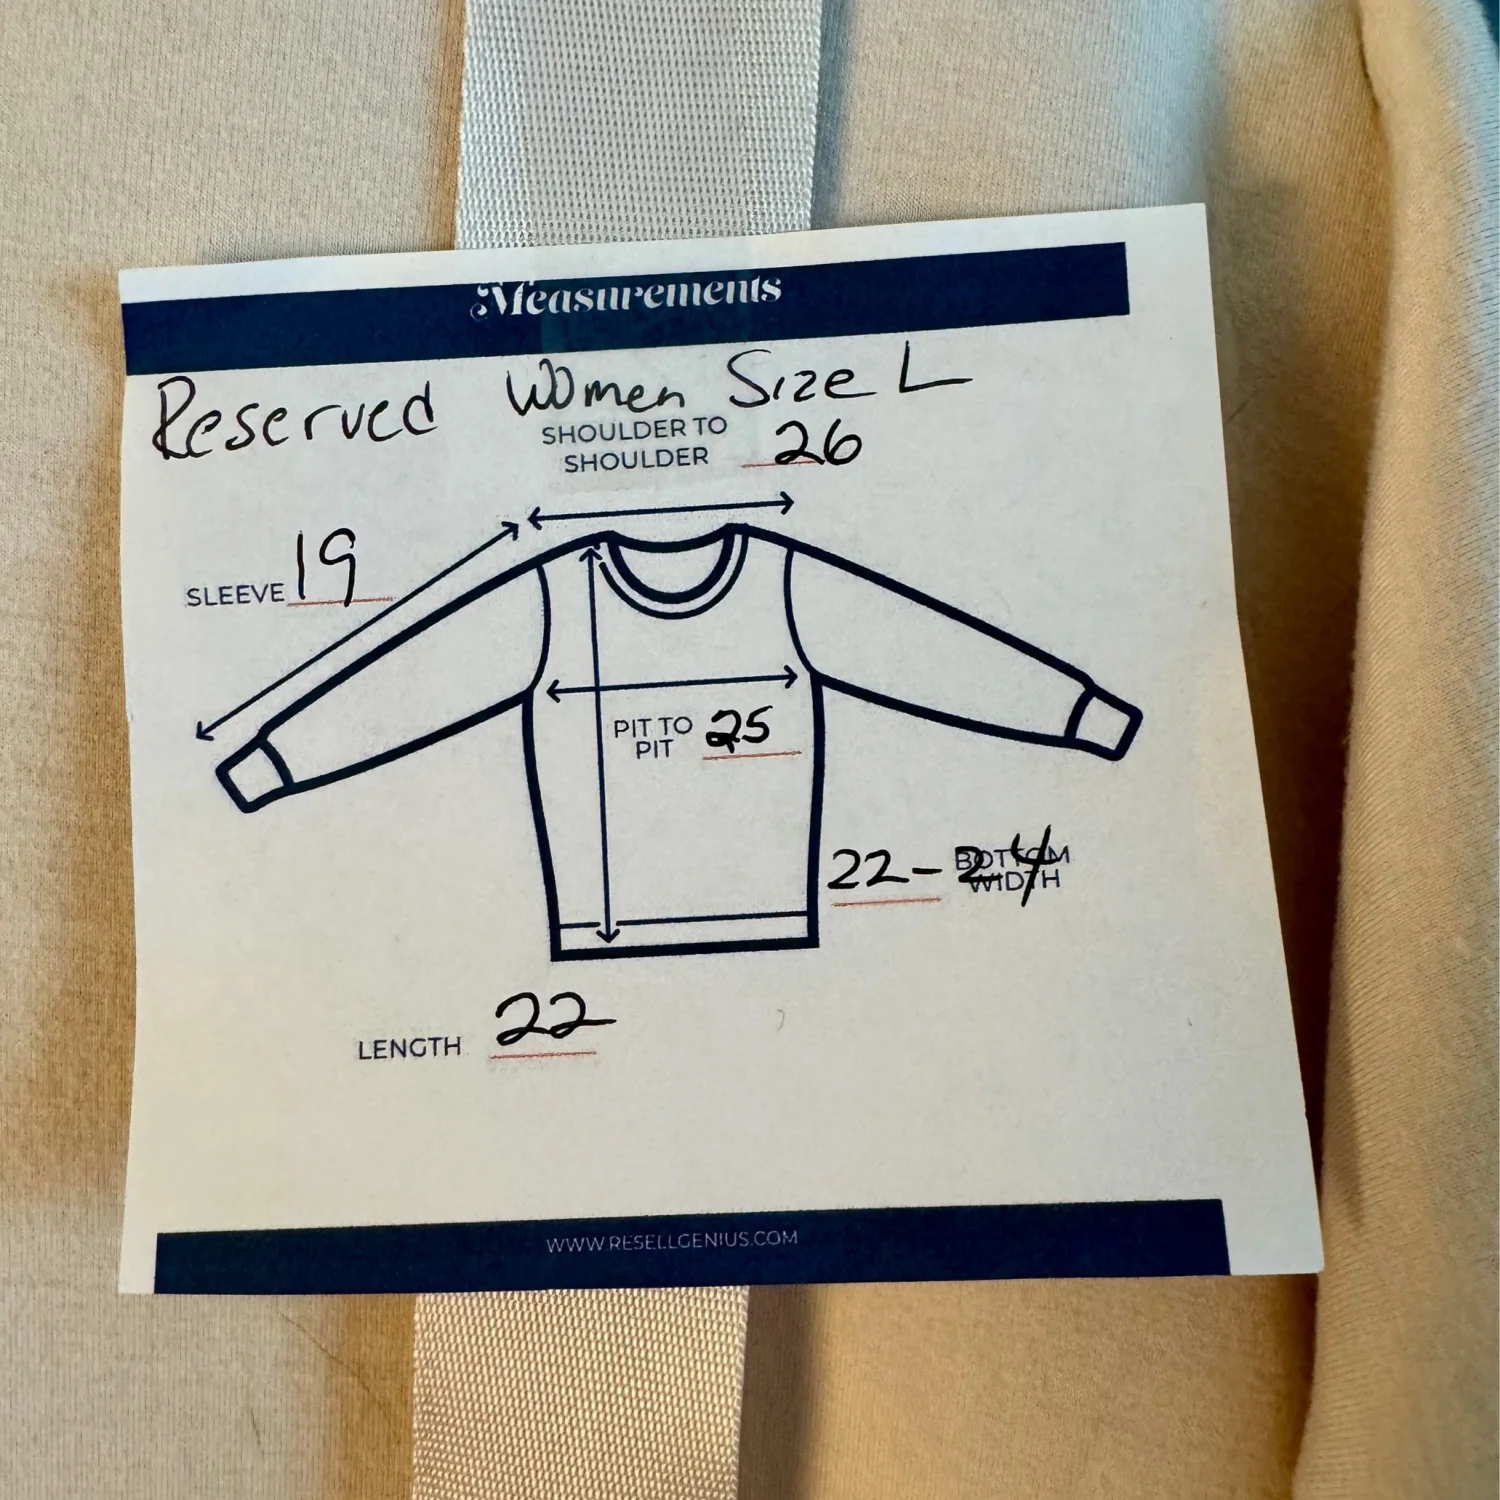 Measurements
Reserved Women Size L
SHOULDER TO
SHOULDER 26
SLEEVE 19
PIT TO
PIT 25
22-24 BOTTOM
WIDTH
LENGTH 22
WWW.RESELLGENIUS.COM